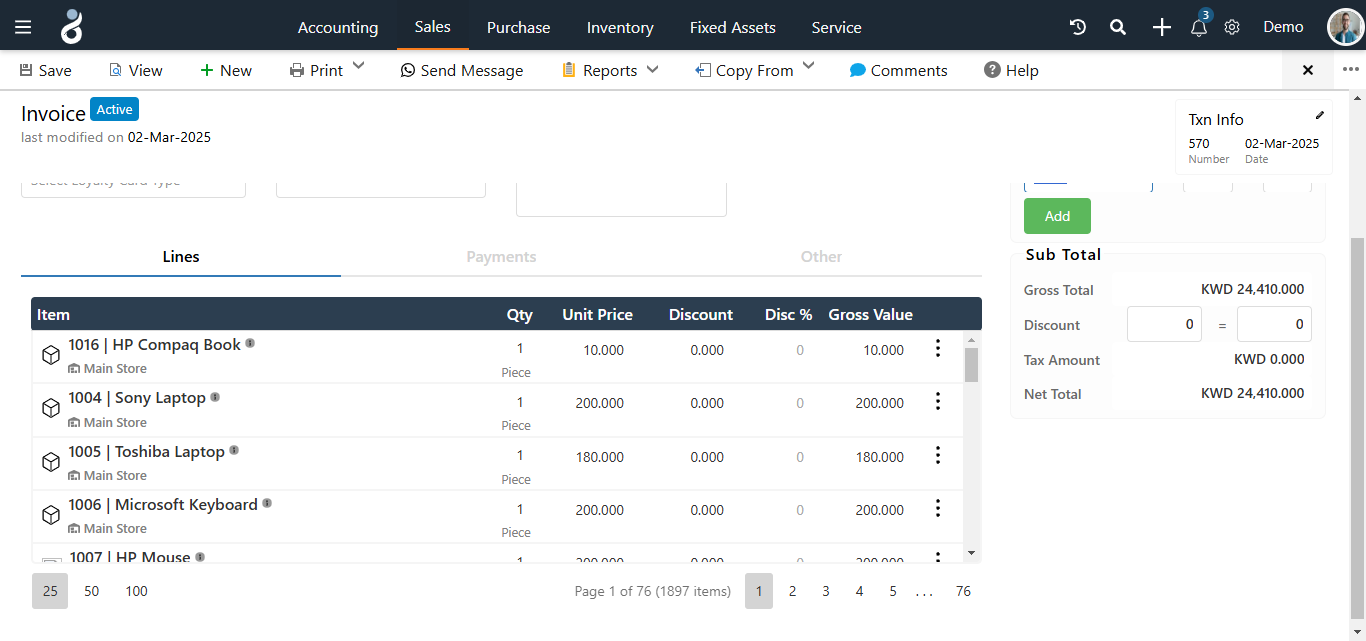 Accounting Sales Purchase Inventory Fixed Assets Service 3 Demo
Save View New Print Send Message Reports Copy From Comments Help
Invoice Active
last modified on 02-Mar-2025
Txn Info
570 02-Mar-2025
Number Date
Select Loyalty Card Type
Add
Lines Payments Other
Sub Total
Gross Total KWD 24,410.000
Discount 0 = 0
Tax Amount KWD 0.000
Net Total KWD 24,410.000
Item Qty Unit Price Discount Disc % Gross Value
1016 | HP Compaq Book 1 10.000 0.000 0 10.000
Main Store Piece
1004 | Sony Laptop 1 200.000 0.000 0 200.000
Main Store Piece
1005 | Toshiba Laptop 1 180.000 0.000 0 180.000
Main Store Piece
1006 | Microsoft Keyboard 1 200.000 0.000 0 200.000
Main Store Piece
1007 | HP Mouse 1 200.000 0.000 0 200.000
25 50 100 Page 1 of 76 (1897 items) 1 2 3 4 5 ... 76